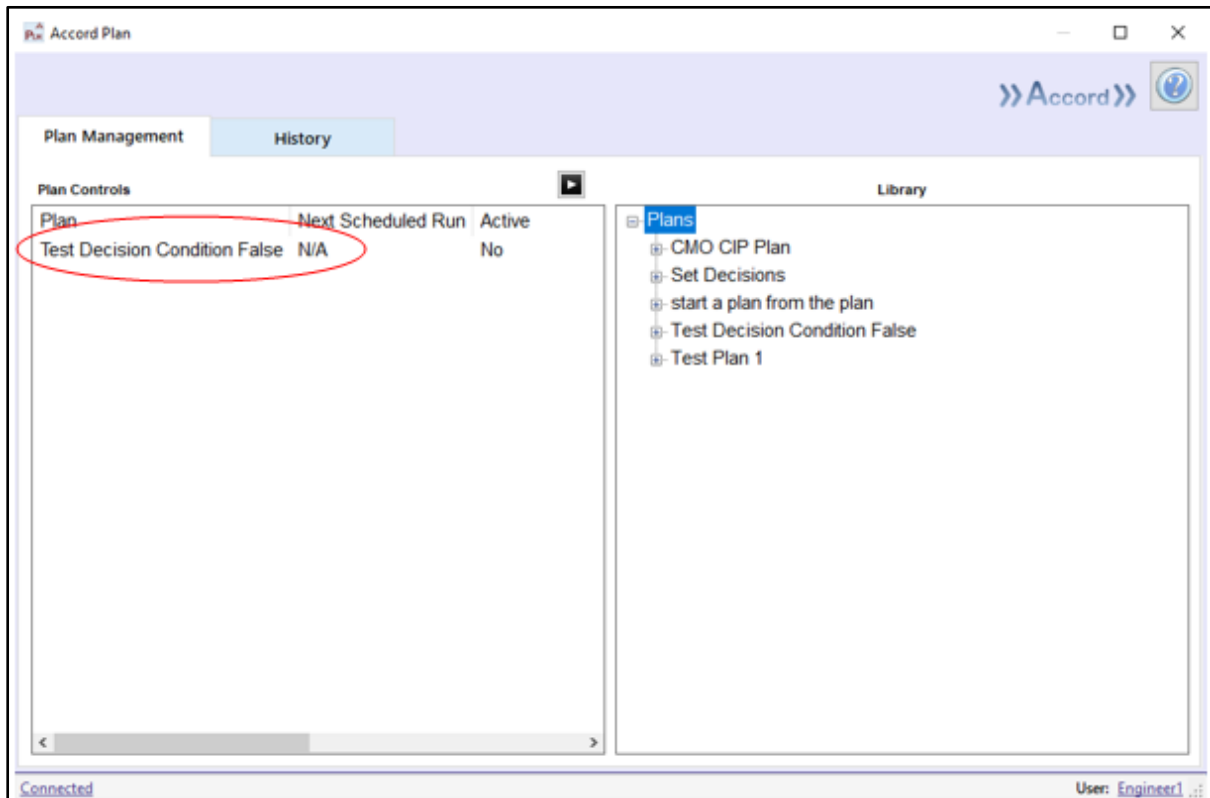 Accord Plan
»Accord»
Plan Management History
Plan Controls
Library
Plan Next Scheduled Run Active
Test Decision Condition False N/A No
Plans
CMO CIP Plan
Set Decisions
start a plan from the plan
Test Decision Condition False
Test Plan 1
Connected
User: Engineer1